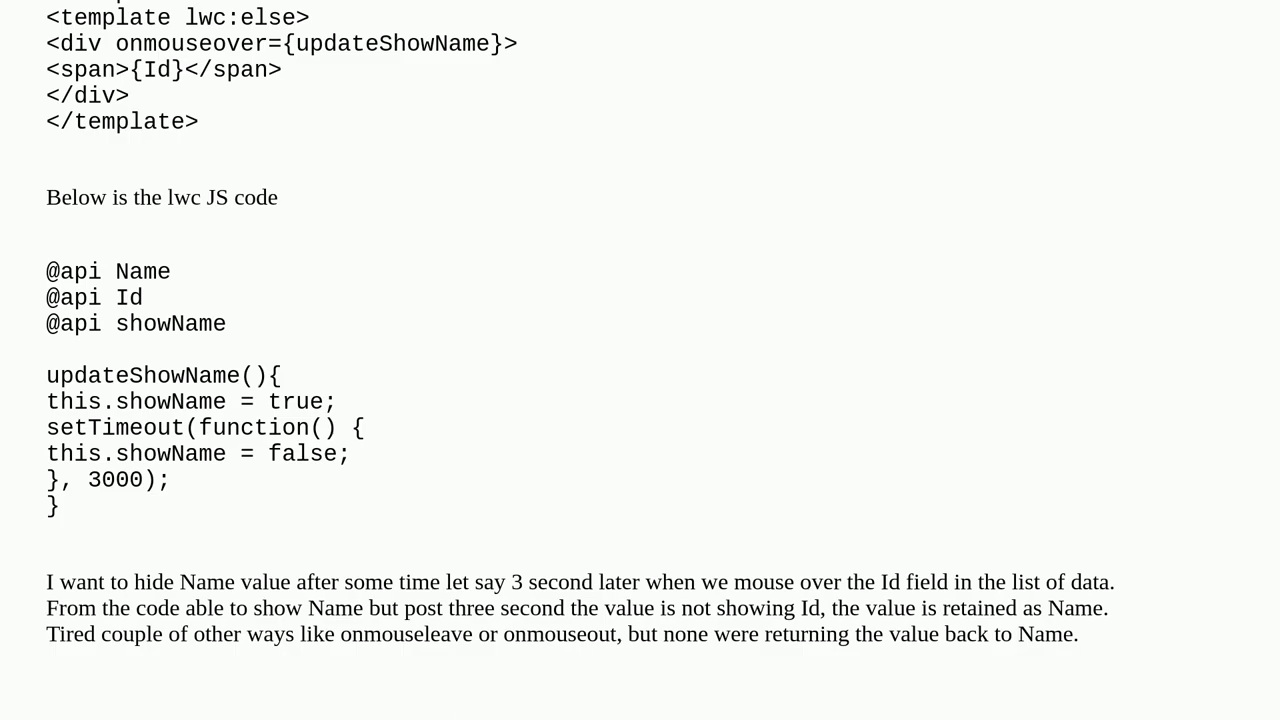 <template lwc:else>
<div onmouseover={updateShowName}>
<span>{Id}</span>
</div>
</template>
Below is the lwc JS code
@api Name
@api Id
@api showName
updateShowName(){
this.showName = true;
setTimeout(function() {
this.showName = false;
}, 3000);
}
I want to hide Name value after some time let say 3 second later when we mouse over the Id field in the list of data.
From the code able to show Name but post three second the value is not showing Id, the value is retained as Name.
Tired couple of other ways like onmouseleave or onmouseout, but none were returning the value back to Name.